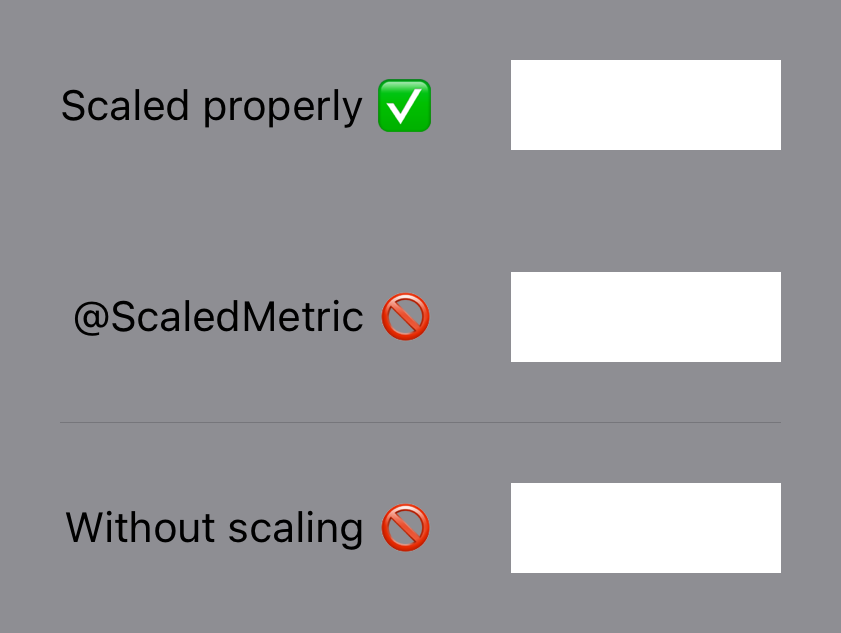 Scaled properly ✅
@ScaledMetric 🚫
Without scaling 🚫